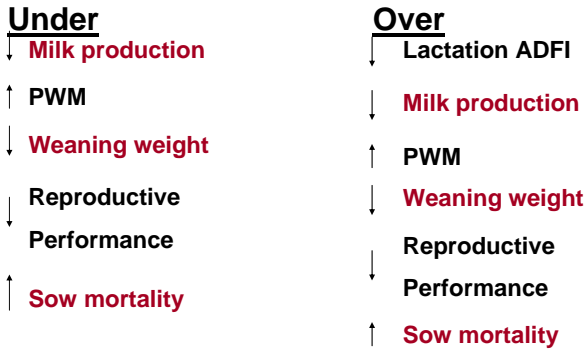 Under
↓ Milk production
↑ PWM
↓ Weaning weight
↓ Reproductive
Performance
↑ Sow mortality
Over
↓ Lactation ADFI
↓ Milk production
↑ PWM
↓ Weaning weight
↓ Reproductive
Performance
↑ Sow mortality